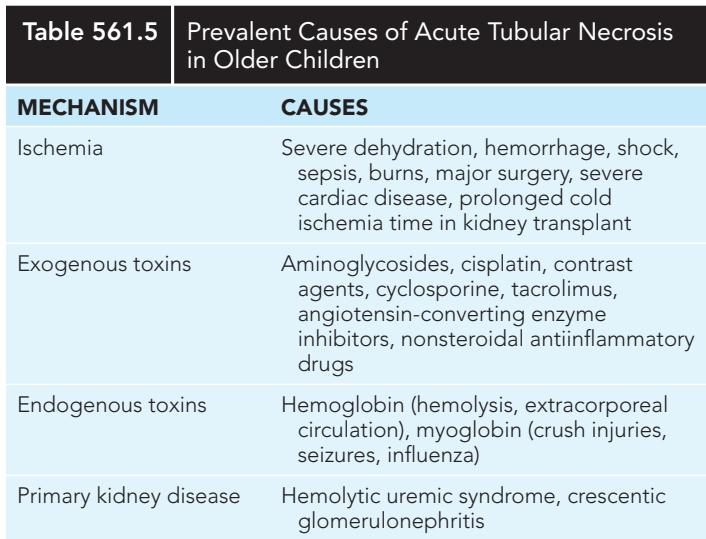 Table 561.5
Prevalent Causes of Acute Tubular Necrosis
in Older Children
MECHANISM CAUSES
Ischemia Severe dehydration, hemorrhage, shock,
sepsis, burns, major surgery, severe
cardiac disease, prolonged cold
ischemia time in kidney transplant
Exogenous toxins Aminoglycosides, cisplatin, contrast
agents, cyclosporine, tacrolimus,
angiotensin-converting enzyme
inhibitors, nonsteroidal antiinflammatory
drugs
Endogenous toxins Hemoglobin (hemolysis, extracorporeal
circulation), myoglobin (crush injuries,
seizures, influenza)
Primary kidney disease Hemolytic uremic syndrome, crescentic
glomerulonephritis